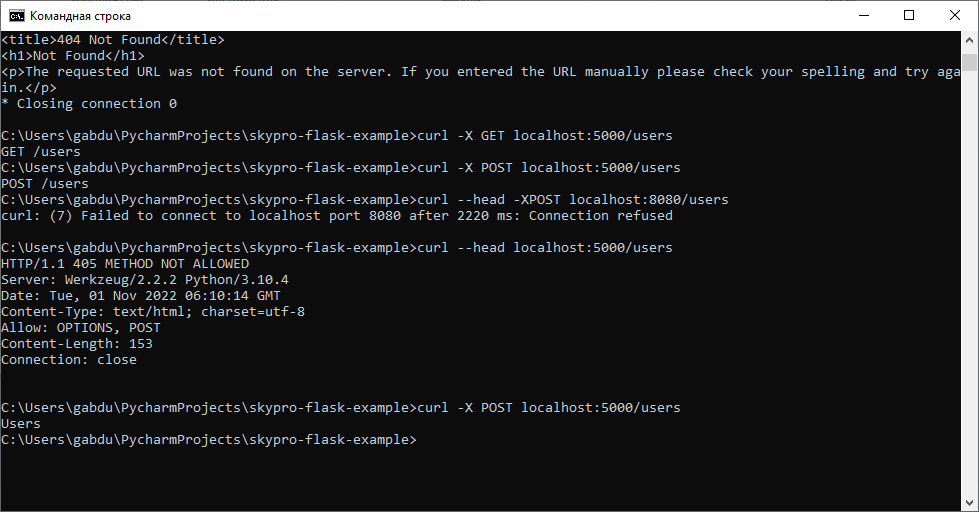 Командная строка
<title>404 Not Found</title>
<h1>Not Found</h1>
<p>The requested URL was not found on the server. If you entered the URL manually please check your spelling and try aga
in.</p>
* Closing connection 0
C:\Users\gabdu\PycharmProjects\skypro-flask-example>curl -X GET localhost:5000/users
GET /users
C:\Users\gabdu\PycharmProjects\skypro-flask-example>curl -X POST localhost:5000/users
POST /users
C:\Users\gabdu\PycharmProjects\skypro-flask-example>curl --head -XPOST localhost:8080/users
curl: (7) Failed to connect to localhost port 8080 after 2220 ms: Connection refused
C:\Users\gabdu\PycharmProjects\skypro-flask-example>curl --head localhost:5000/users
HTTP/1.1 405 METHOD NOT ALLOWED
Server: Werkzeug/2.2.2 Python/3.10.4
Date: Tue, 01 Nov 2022 06:10:14 GMT
Content-Type: text/html; charset=utf-8
Allow: OPTIONS, POST
Content-Length: 153
Connection: close
C:\Users\gabdu\PycharmProjects\skypro-flask-example>curl -X POST localhost:5000/users
Users
C:\Users\gabdu\PycharmProjects\skypro-flask-example>